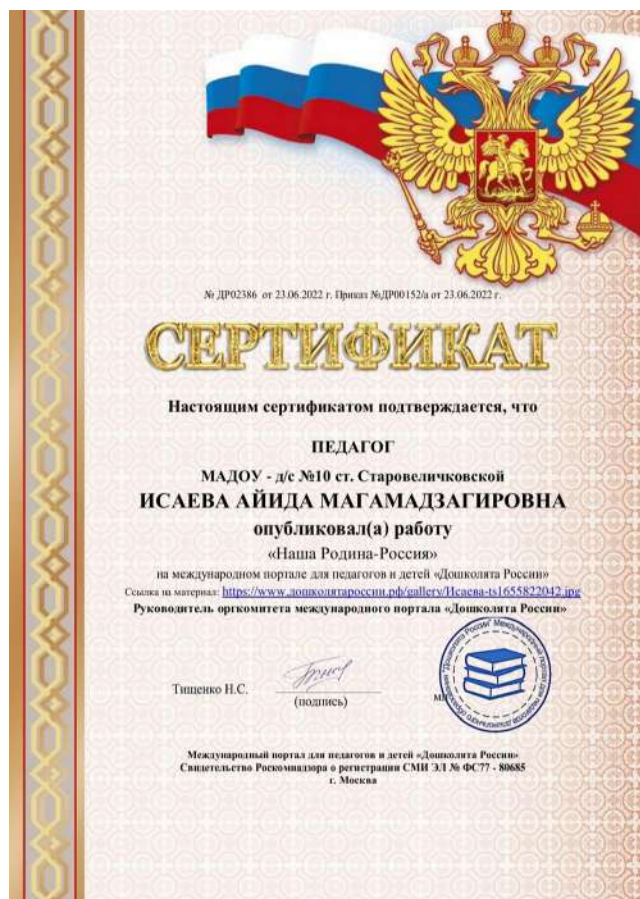 № ДР02386 от 23.06.2022 г. Приказ №ДР00152/а от 23.06.2022 г.
СЕРТИФИКАТ
Настоящим сертификатом подтверждается, что
ПЕДАГОГ
МАДОУ - д/с №10 ст. Старовеличковской
ИСАЕВА АЙИДА МАГАМАДЗАГИРОВНА
опубликовал(а) работу
«Наша Родина-Россия»
на международном портале для педагогов и детей «Дошколята России»
Ссылка на материал: https://www.дошколятароссии.рф/gallery/Исаева-ts1655822042.jpg
Руководитель оргкомитета международного портала «Дошколята России»
Тищенко Н.С.
(подпись)
Международный портал для педагогов и детей «Дошколята России»
Свидетельство Роскомнадзора о регистрации СМИ ЭЛ № ФС77 - 80685
г. Москва